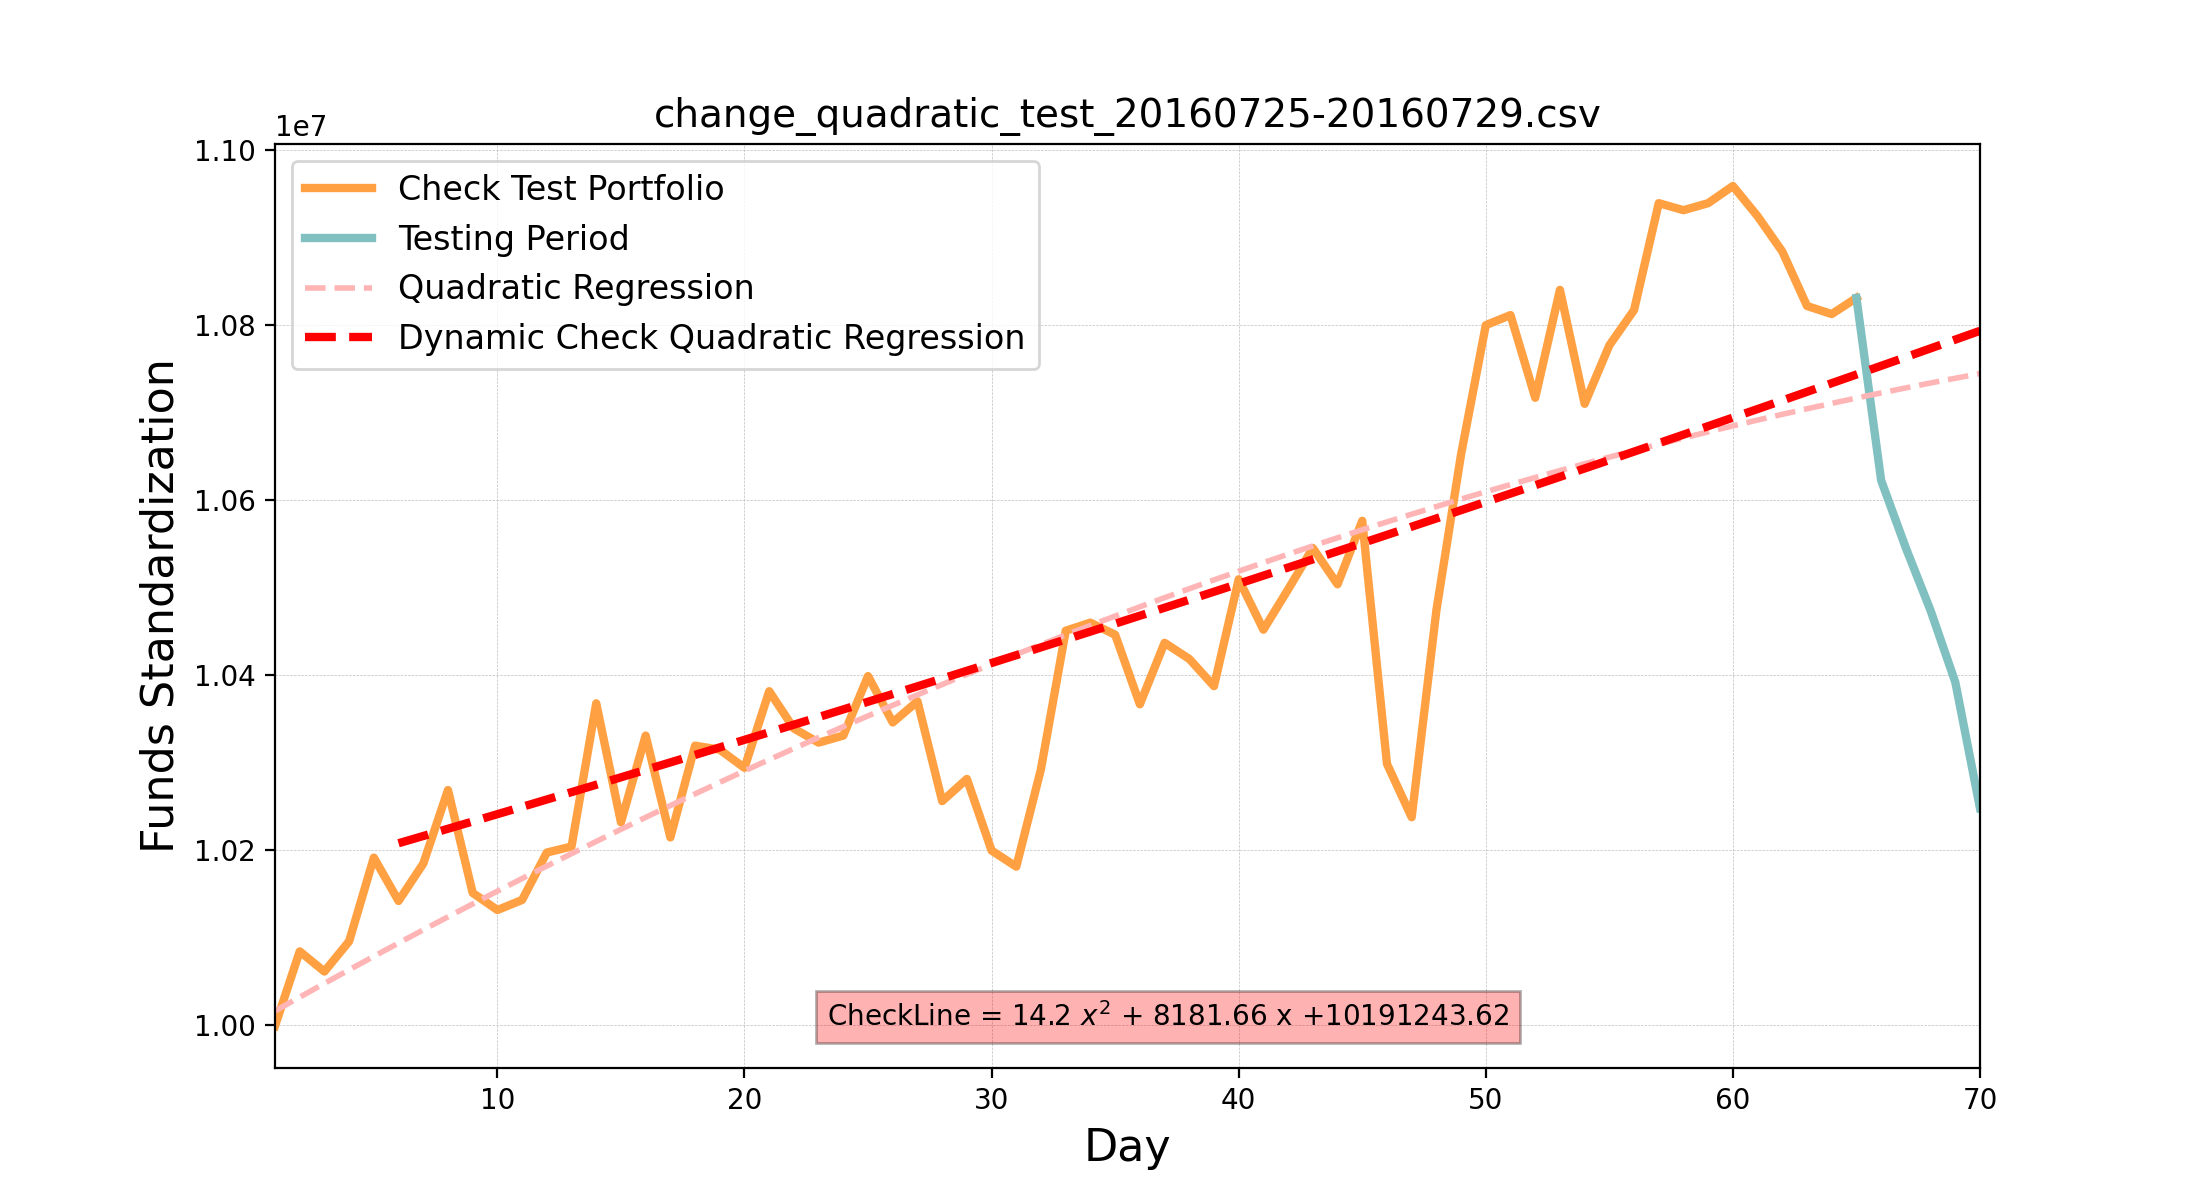 change_quadratic_test_20160725-20160729.csv
1e7
1.10
1.08
1.06
1.04
1.02
1.00
Funds Standardization
Check Test Portfolio
Testing Period
Quadratic Regression
Dynamic Check Quadratic Regression
CheckLine = 14.2 x² + 8181.66 x +10191243.62
10 20 30 40 50 60 70
Day